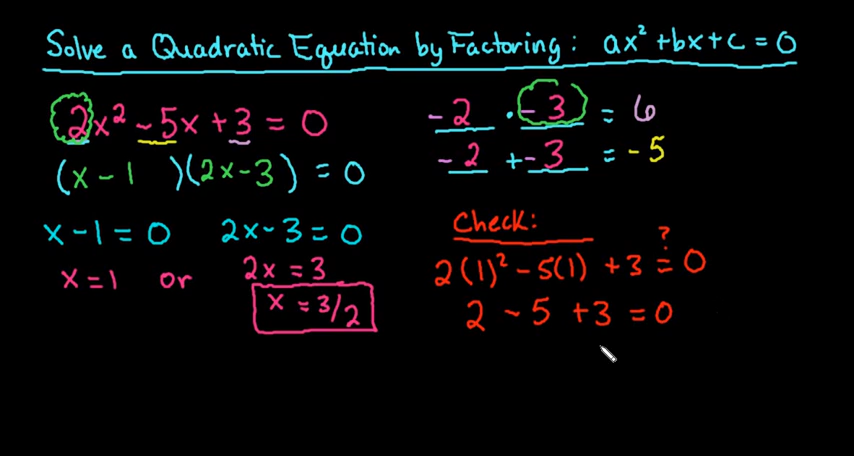 Solve a Quadratic Equation by Factoring: ax² + bx + c = 0
2x² - 5x + 3 = 0
(x - 1 )(2x - 3) = 0
x - 1 = 0 2x - 3 = 0
x = 1 or 2x = 3
x = 3/2
-2 · -3 = 6
-2 + -3 = -5
Check:
?
2(1)² - 5(1) + 3 = 0
2 - 5 + 3 = 0